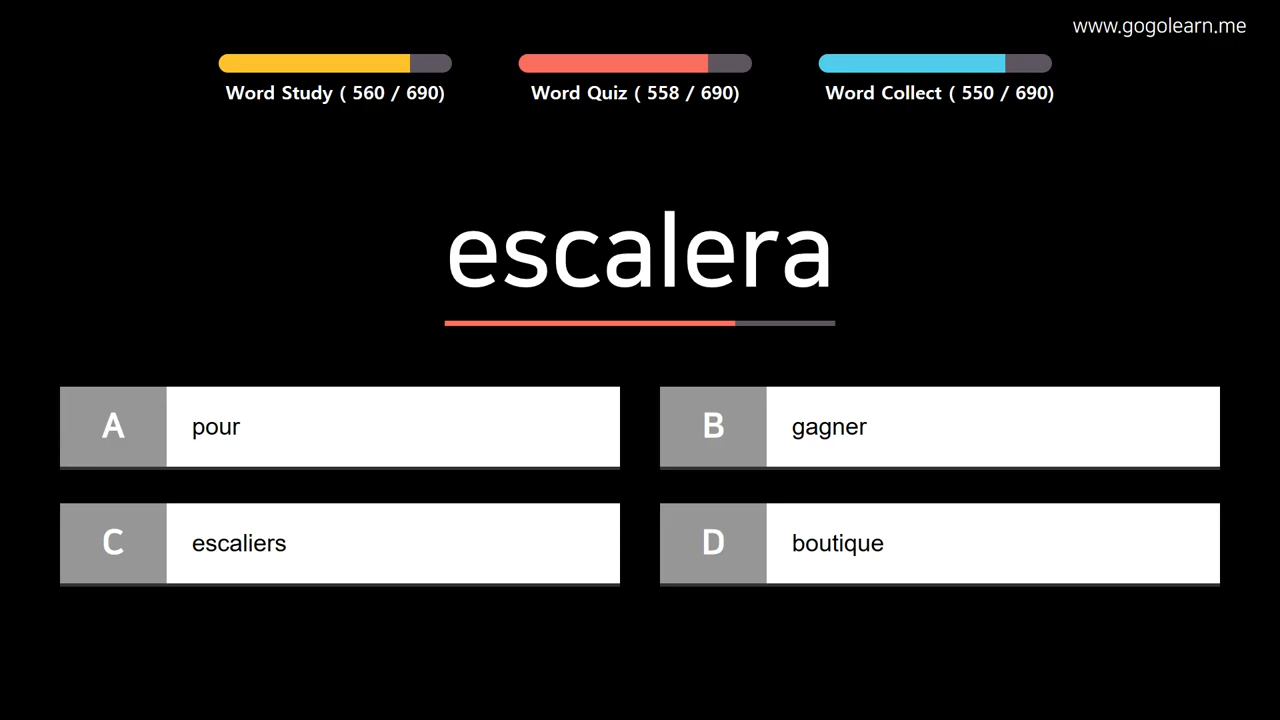 www.gogolearn.me
Word Study ( 560 / 690)
Word Quiz ( 558 / 690)
Word Collect ( 550 / 690)
escalera
A pour
B gagner
C escaliers
D boutique